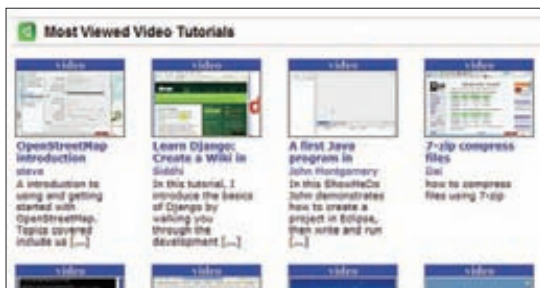 Most Viewed Video Tutorials
video video video video
OpenStreetMap introduction
steve
A introduction to
using and getting
started with
OpenStreetMap.
Topics covered
include us [...]
Learn Django:
Create a Wiki in
Siddhi
In this tutorial, I
introduce the basics
of Django by
walking you
through the
development [...]
A first Java
program in
John Montgomery
In this ShowMeDo
John demonstrates
how to create a
project in Eclipse,
then write and run
[...]
7-zip compress
files
Dai
how to compress
files using 7-zip
video video video video